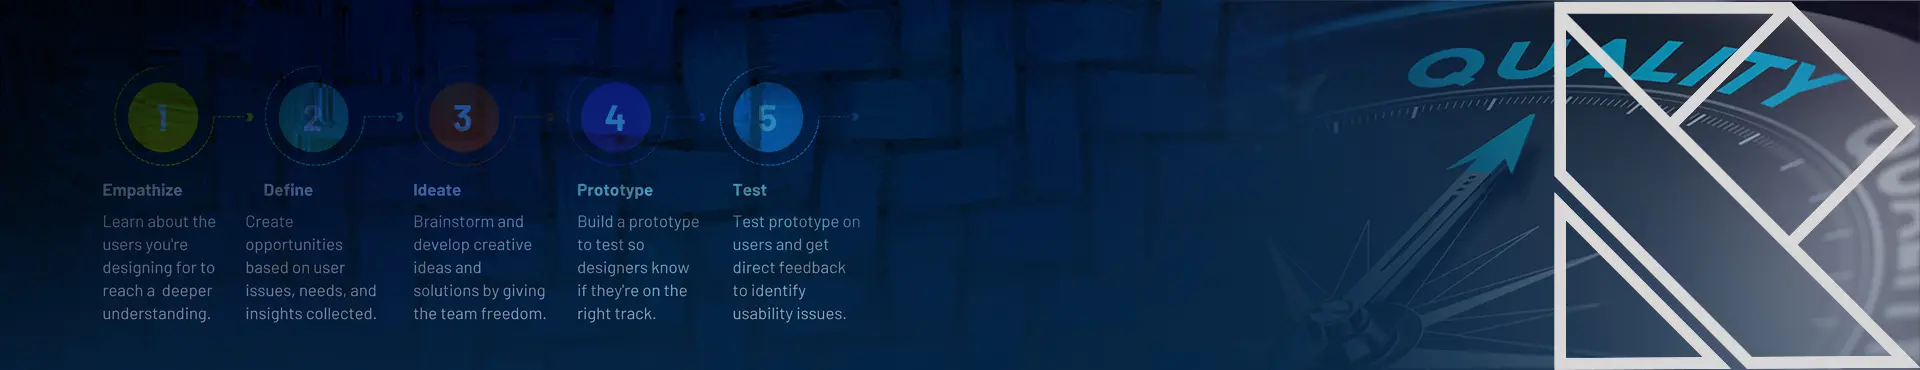 1
2
3
4
5
Empathize
Learn about the
users you're
designing for to
reach a deeper
understanding.
Define
Create
opportunities
based on user
issues, needs, and
insights collected.
Ideate
Brainstorm and
develop creative
ideas and
solutions by giving
the team freedom.
Prototype
Build a prototype
to test so
designers know
if they're on the
right track.
Test
Test prototype on
users and get
direct feedback
to identify
usability issues.
QUALITY